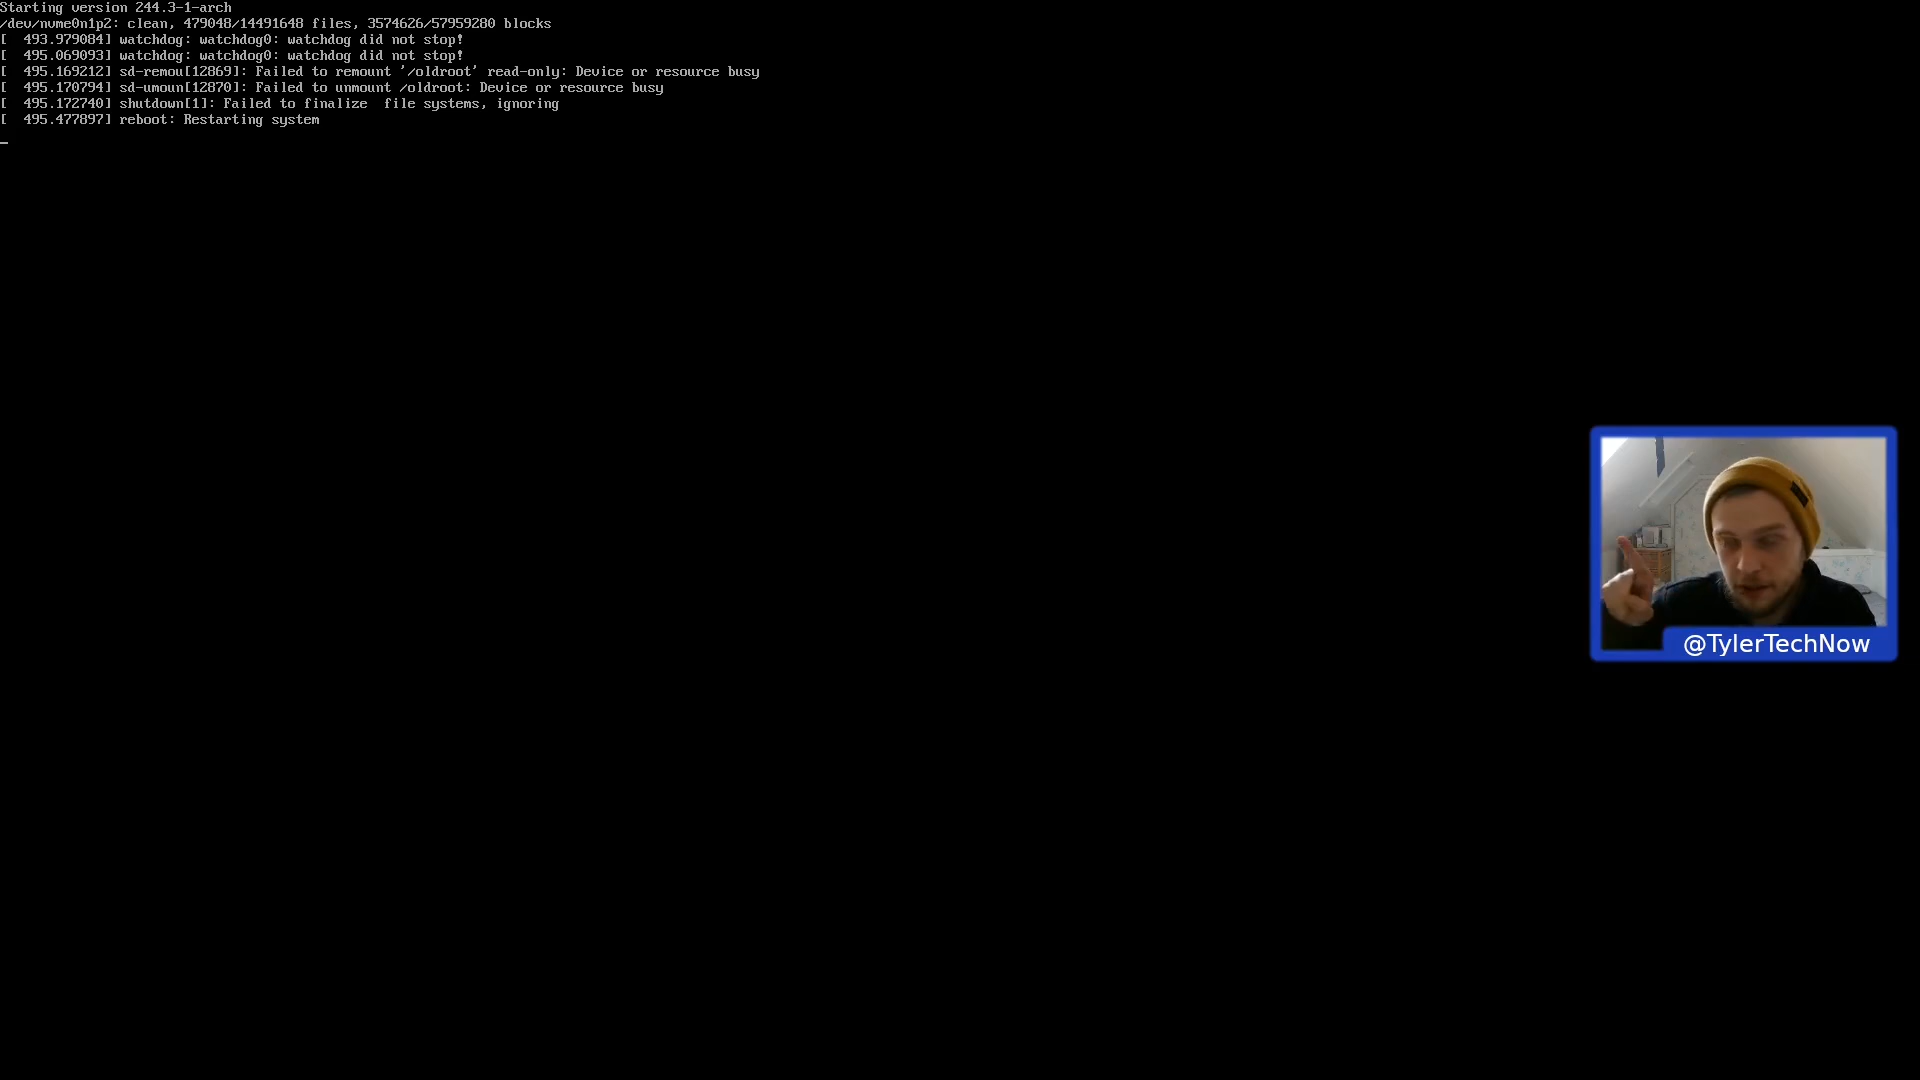 Starting version 244.3-1-arch
/dev/nvme0n1p2: clean, 479048/14491648 files, 3574626/57959280 blocks
[  493.979084] watchdog: watchdog0: watchdog did not stop!
[  495.069093] watchdog: watchdog0: watchdog did not stop!
[  495.169212] sd-remou[12869]: Failed to remount '/oldroot' read-only: Device or resource busy
[  495.170794] sd-umoun[12870]: Failed to unmount /oldroot: Device or resource busy
[  495.172740] shutdown[1]: Failed to finalize  file systems, ignoring
[  495.477897] reboot: Restarting system
@TylerTechNow